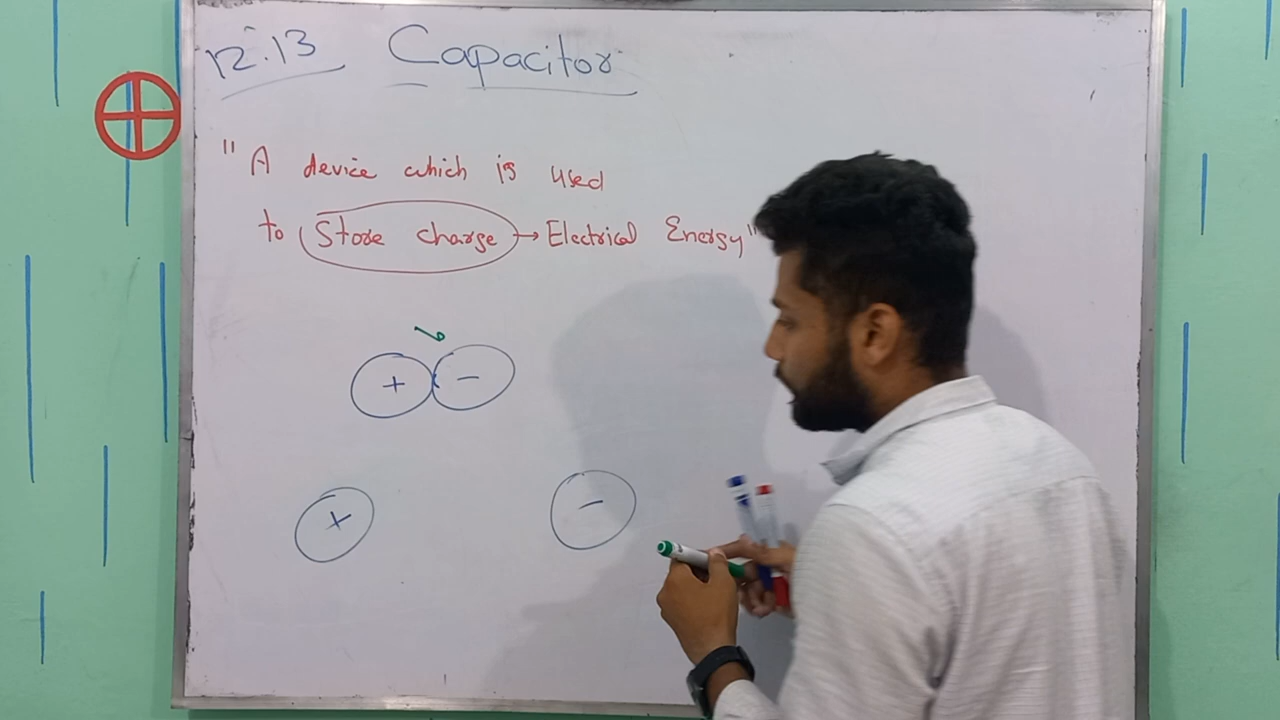 12.13 Capacitor
"A device which is used
to Store charge → Electrical Energy"
+ -
+ -